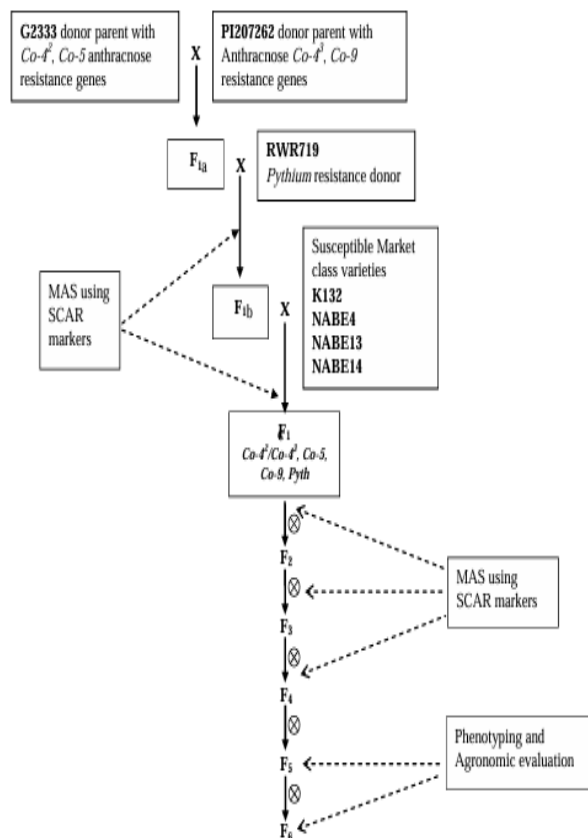 G2333 donor parent with
Co-4², Co-5 anthracnose
resistance genes
X
PI207262 donor parent with
Anthracnose Co-4³, Co-9
resistance genes
F₁ₐ
X
RWR719
Pythium resistance donor
MAS using
SCAR
markers
F₁b
X
Susceptible Market
class varieties
K132
NABE4
NABE13
NABE14
F₁
Co-4²/Co-4³, Co-5,
Co-9, Pyth
F₂
F₃
F₄
MAS using
SCAR markers
F₅
Phenotyping and
Agronomic evaluation
F₆